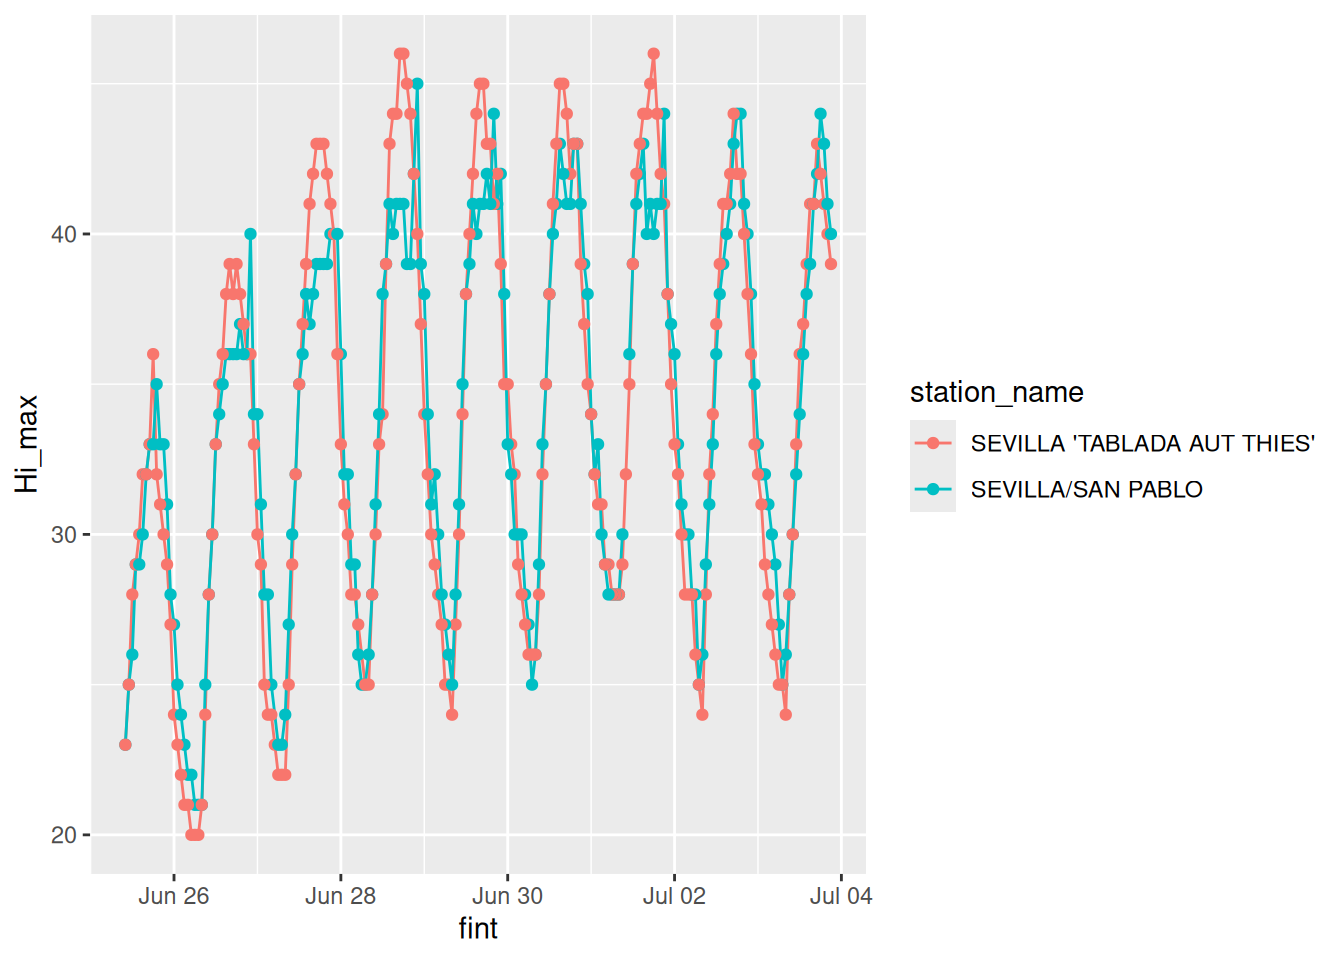 Hi_max
40
30
20
Jun 26
Jun 28
Jun 30
Jul 02
Jul 04
fint
station_name
SEVILLA 'TABLADA AUT THIES'
SEVILLA/SAN PABLO